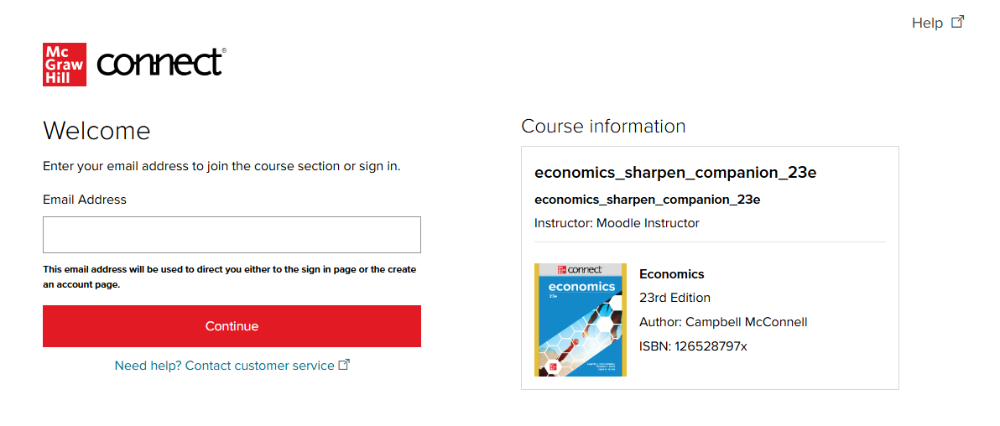 Help
Mc
Graw
Hill
connect®
Welcome
Enter your email address to join the course section or sign in.
Email Address
This email address will be used to direct you either to the sign in page or the create
an account page.
Continue
Need help? Contact customer service
Course information
economics_sharpen_companion_23e
economics_sharpen_companion_23e
Instructor: Moodle Instructor
connect
economics
23e
Economics
23rd Edition
Author: Campbell McConnell
ISBN: 126528797x